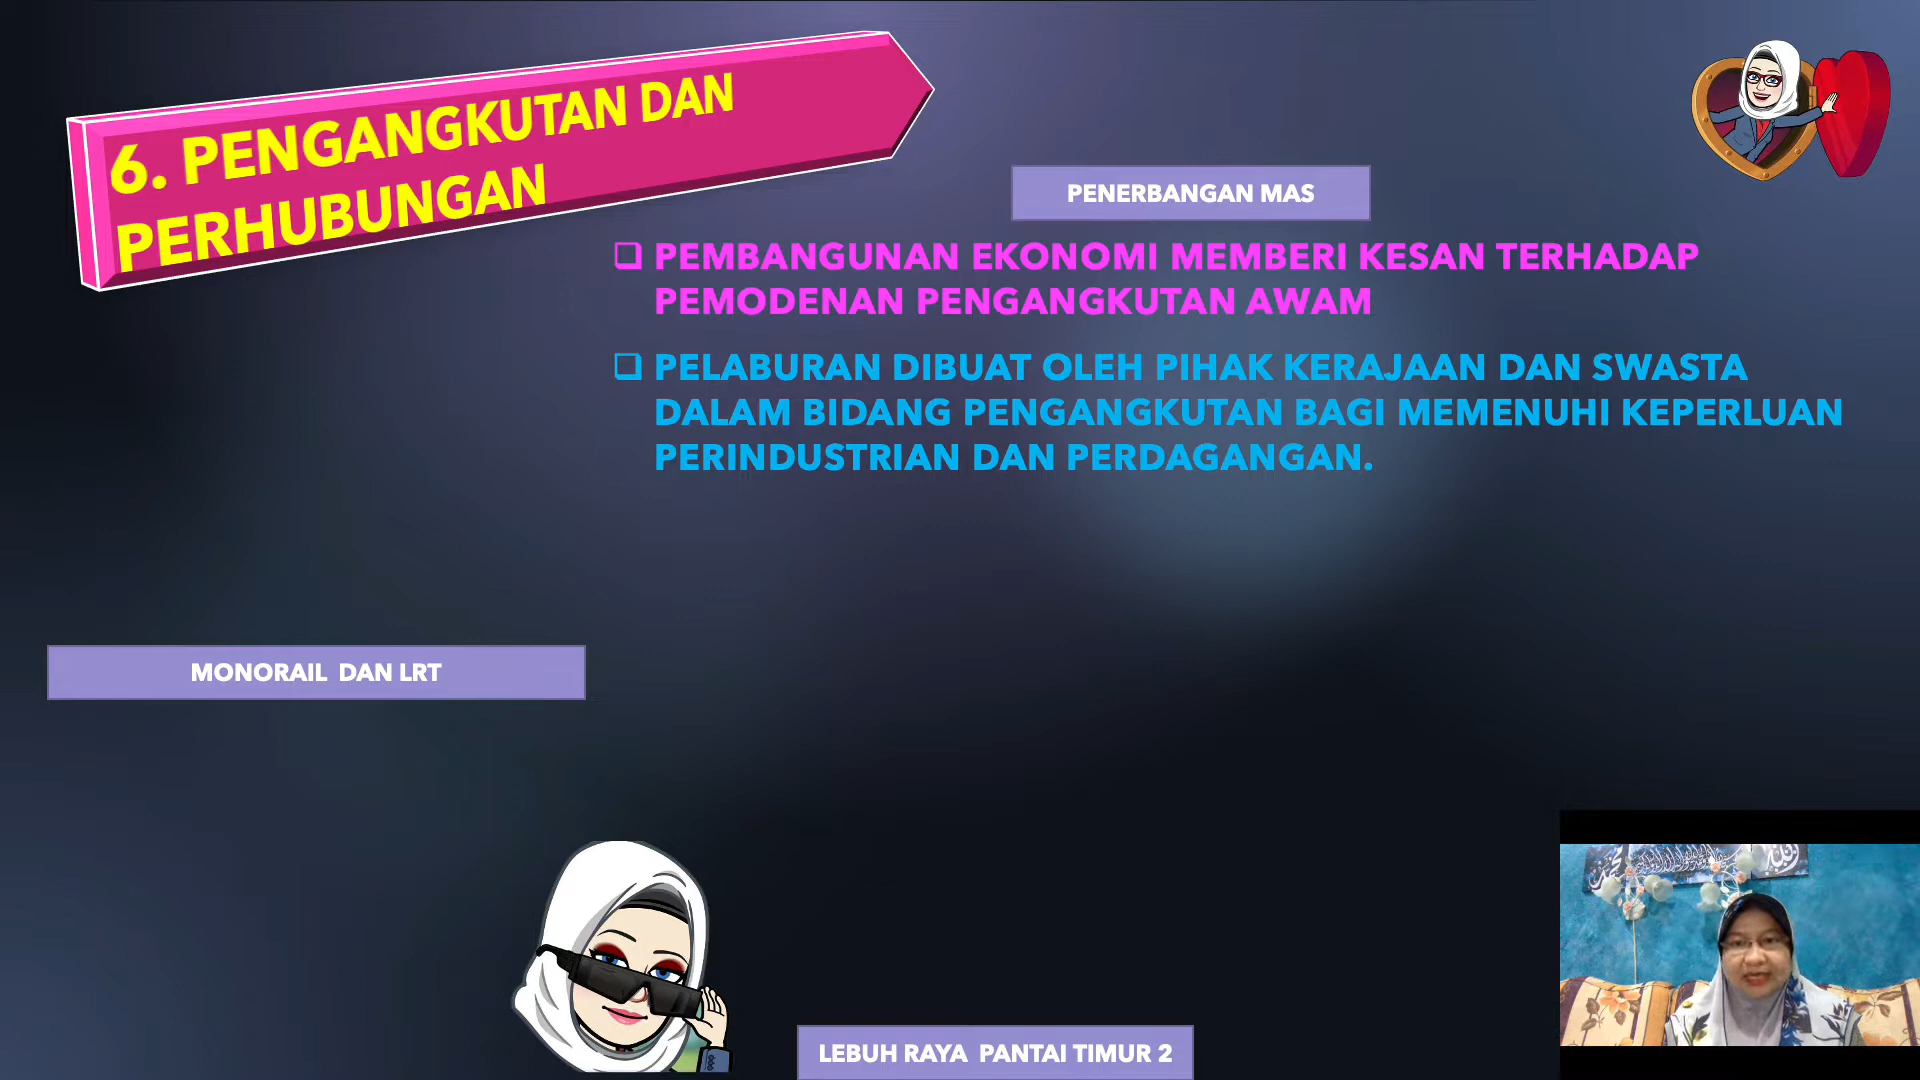 6. PENGANGKUTAN DAN
PERHUBUNGAN
PENERBANGAN MAS
PEMBANGUNAN EKONOMI MEMBERI KESAN TERHADAP
PEMODENAN PENGANGKUTAN AWAM
PELABURAN DIBUAT OLEH PIHAK KERAJAAN DAN SWASTA
DALAM BIDANG PENGANGKUTAN BAGI MEMENUHI KEPERLUAN
PERINDUSTRIAN DAN PERDAGANGAN.
MONORAIL DAN LRT
LEBUH RAYA PANTAI TIMUR 2